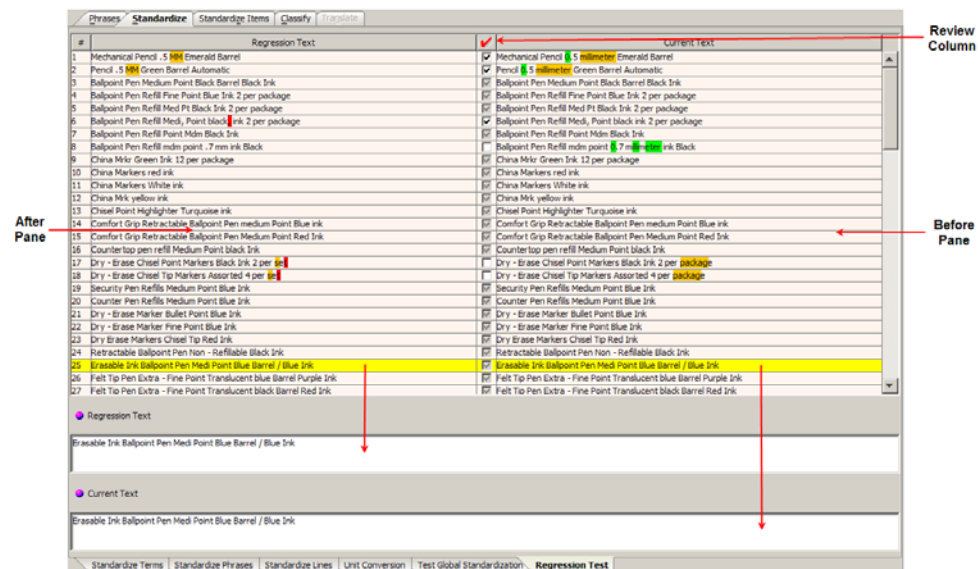 Phrases Standardize Standardize Items Classify Translate
# Regression Text Current Text
Review Column
1 Mechanical Pencil .5 MM Emerald Barrel Mechanical Pencil 0.5 millimeter Emerald Barrel
2 Pencil .5 MM Green Barrel Automatic Pencil 0.5 millimeter Green Barrel Automatic
3 Ballpoint Pen Medium Point Black Barrel Black Ink Ballpoint Pen Medium Point Black Barrel Black Ink
4 Ballpoint Pen Refill Fine Point Blue Ink 2 per package Ballpoint Pen Refill Fine Point Blue Ink 2 per package
5 Ballpoint Pen Refill Med Pt Black Ink 2 per package Ballpoint Pen Refill Med Pt Black Ink 2 per package
6 Ballpoint Pen Refill Medi, Point black, ink 2 per package Ballpoint Pen Refill Medi, Point black ink 2 per package
7 Ballpoint Pen Refill Point Mdm Black Ink Ballpoint Pen Refill Point Mdm Black Ink
8 Ballpoint Pen Refill mdm point .7 mm ink Black Ballpoint Pen Refill mdm point 0.7 millimeter ink Black
9 China Mrkr Green Ink 12 per package China Mrkr Green Ink 12 per package
10 China Markers red ink China Markers red ink
11 China Markers White ink China Markers White ink
12 China Mrk yellow ink China Mrk yellow ink
13 Chisel Point Highlighter Turquoise ink Chisel Point Highlighter Turquoise ink
14 Comfort Grip Retractable Ballpoint Pen medium Point Blue ink Comfort Grip Retractable Ballpoint Pen medium Point Blue ink
15 Comfort Grip Retractable Ballpoint Pen Medium Point Red Ink Comfort Grip Retractable Ballpoint Pen Medium Point Red Ink
After Pane
Before Pane
16 Countertop pen refill Medium Point black Ink Countertop pen refill Medium Point black Ink
17 Dry - Erase Chisel Point Markers Black Ink 2 per set Dry - Erase Chisel Point Markers Black Ink 2 per package
18 Dry - Erase Chisel Tip Markers Assorted 4 per set Dry - Erase Chisel Tip Markers Assorted 4 per package
19 Security Pen Refills Medium Point Blue Ink Security Pen Refills Medium Point Blue Ink
20 Counter Pen Refills Medium Point Blue Ink Counter Pen Refills Medium Point Blue Ink
21 Dry - Erase Marker Bullet Point Blue Ink Dry - Erase Marker Bullet Point Blue Ink
22 Dry - Erase Marker Fine Point Blue Ink Dry - Erase Marker Fine Point Blue Ink
23 Dry Erase Markers Chisel Tip Red Ink Dry Erase Markers Chisel Tip Red Ink
24 Retractable Ballpoint Pen Non - Refillable Black Ink Retractable Ballpoint Pen Non - Refillable Black Ink
25 Erasable Ink Ballpoint Pen Medi Point Blue Barrel / Blue Ink Erasable Ink Ballpoint Pen Medi Point Blue Barrel / Blue Ink
26 Felt Tip Pen Extra - Fine Point Translucent blue Barrel Purple Ink Felt Tip Pen Extra - Fine Point Translucent blue Barrel Purple Ink
27 Felt Tip Pen Extra - Fine Point Translucent black Barrel Red Ink Felt Tip Pen Extra - Fine Point Translucent black Barrel Red Ink
Regression Text
Erasable Ink Ballpoint Pen Medi Point Blue Barrel / Blue Ink
Current Text
Erasable Ink Ballpoint Pen Medi Point Blue Barrel / Blue Ink
Standardize Terms Standardize Phrases Standardize Lines Unit Conversion Test Global Standardization Regression Test